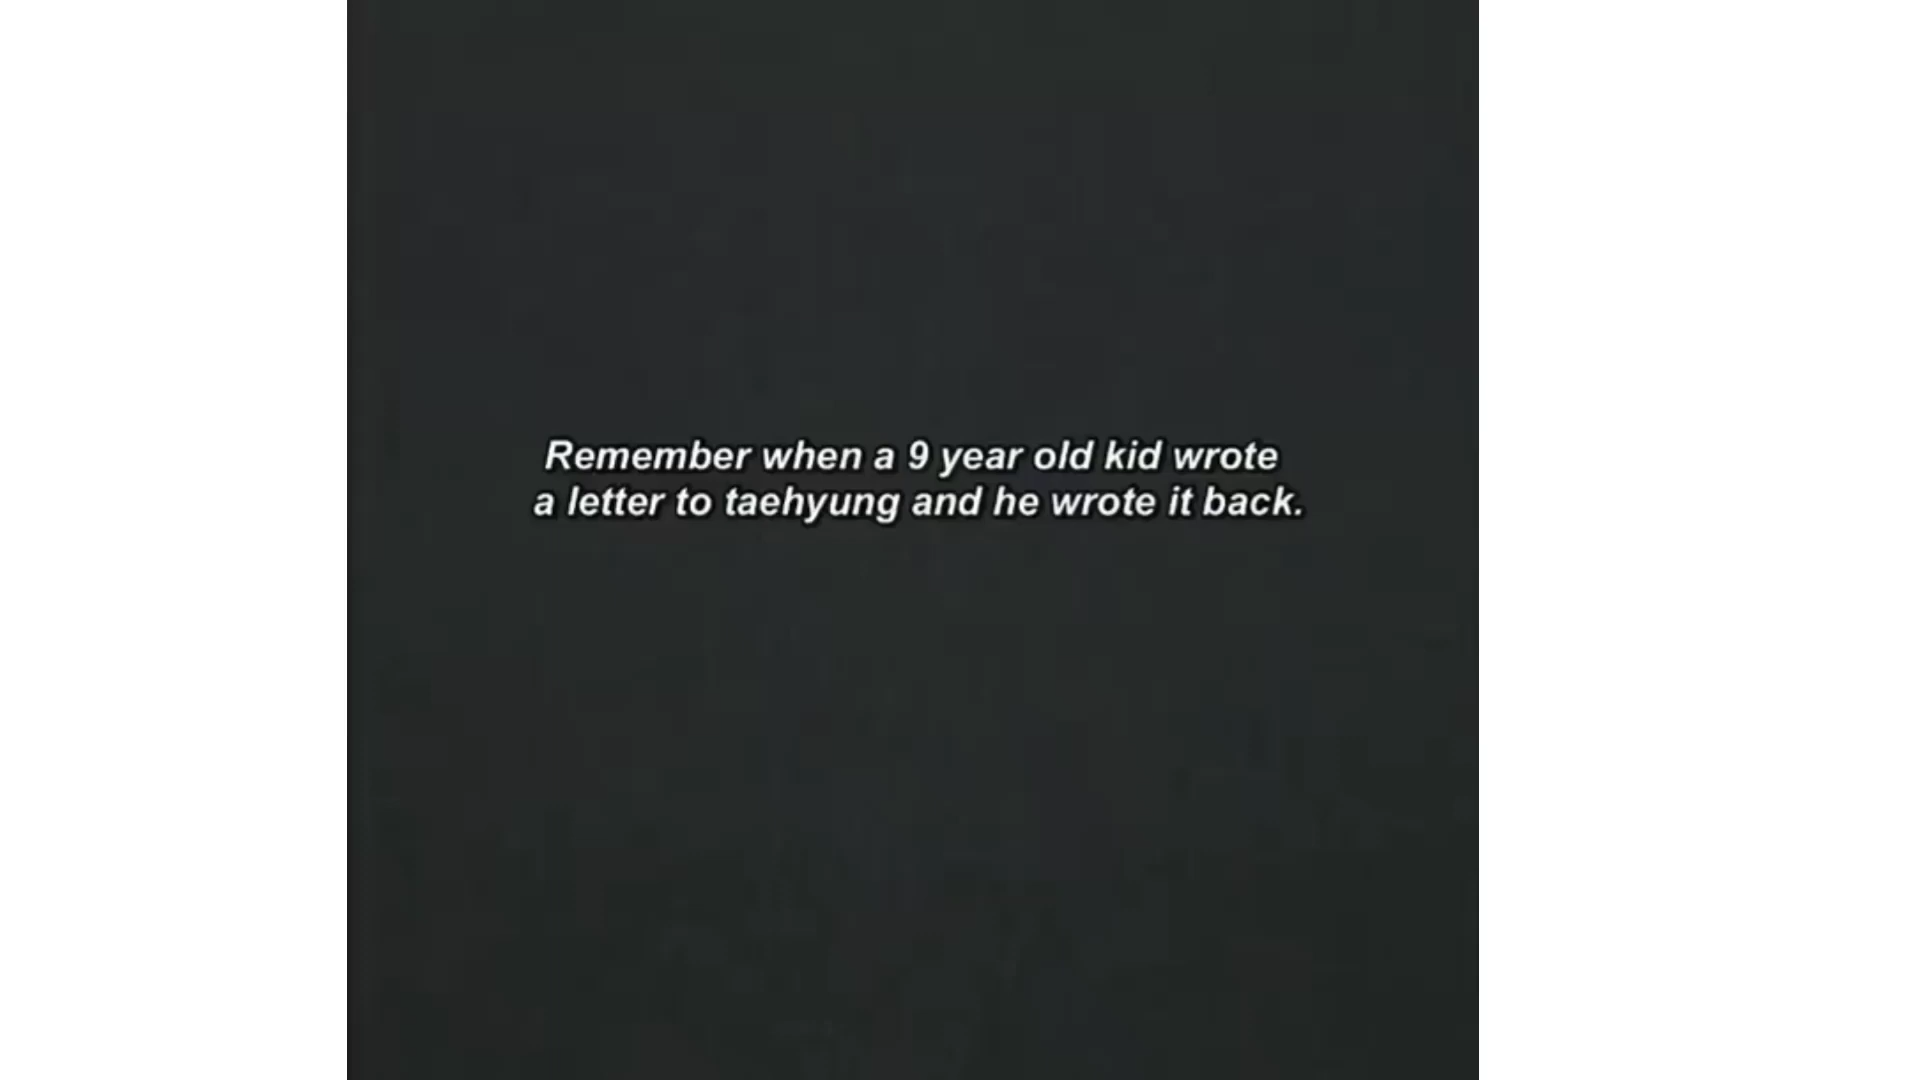 Remember when a 9 year old kid wrote
a letter to taehyung and he wrote it back.